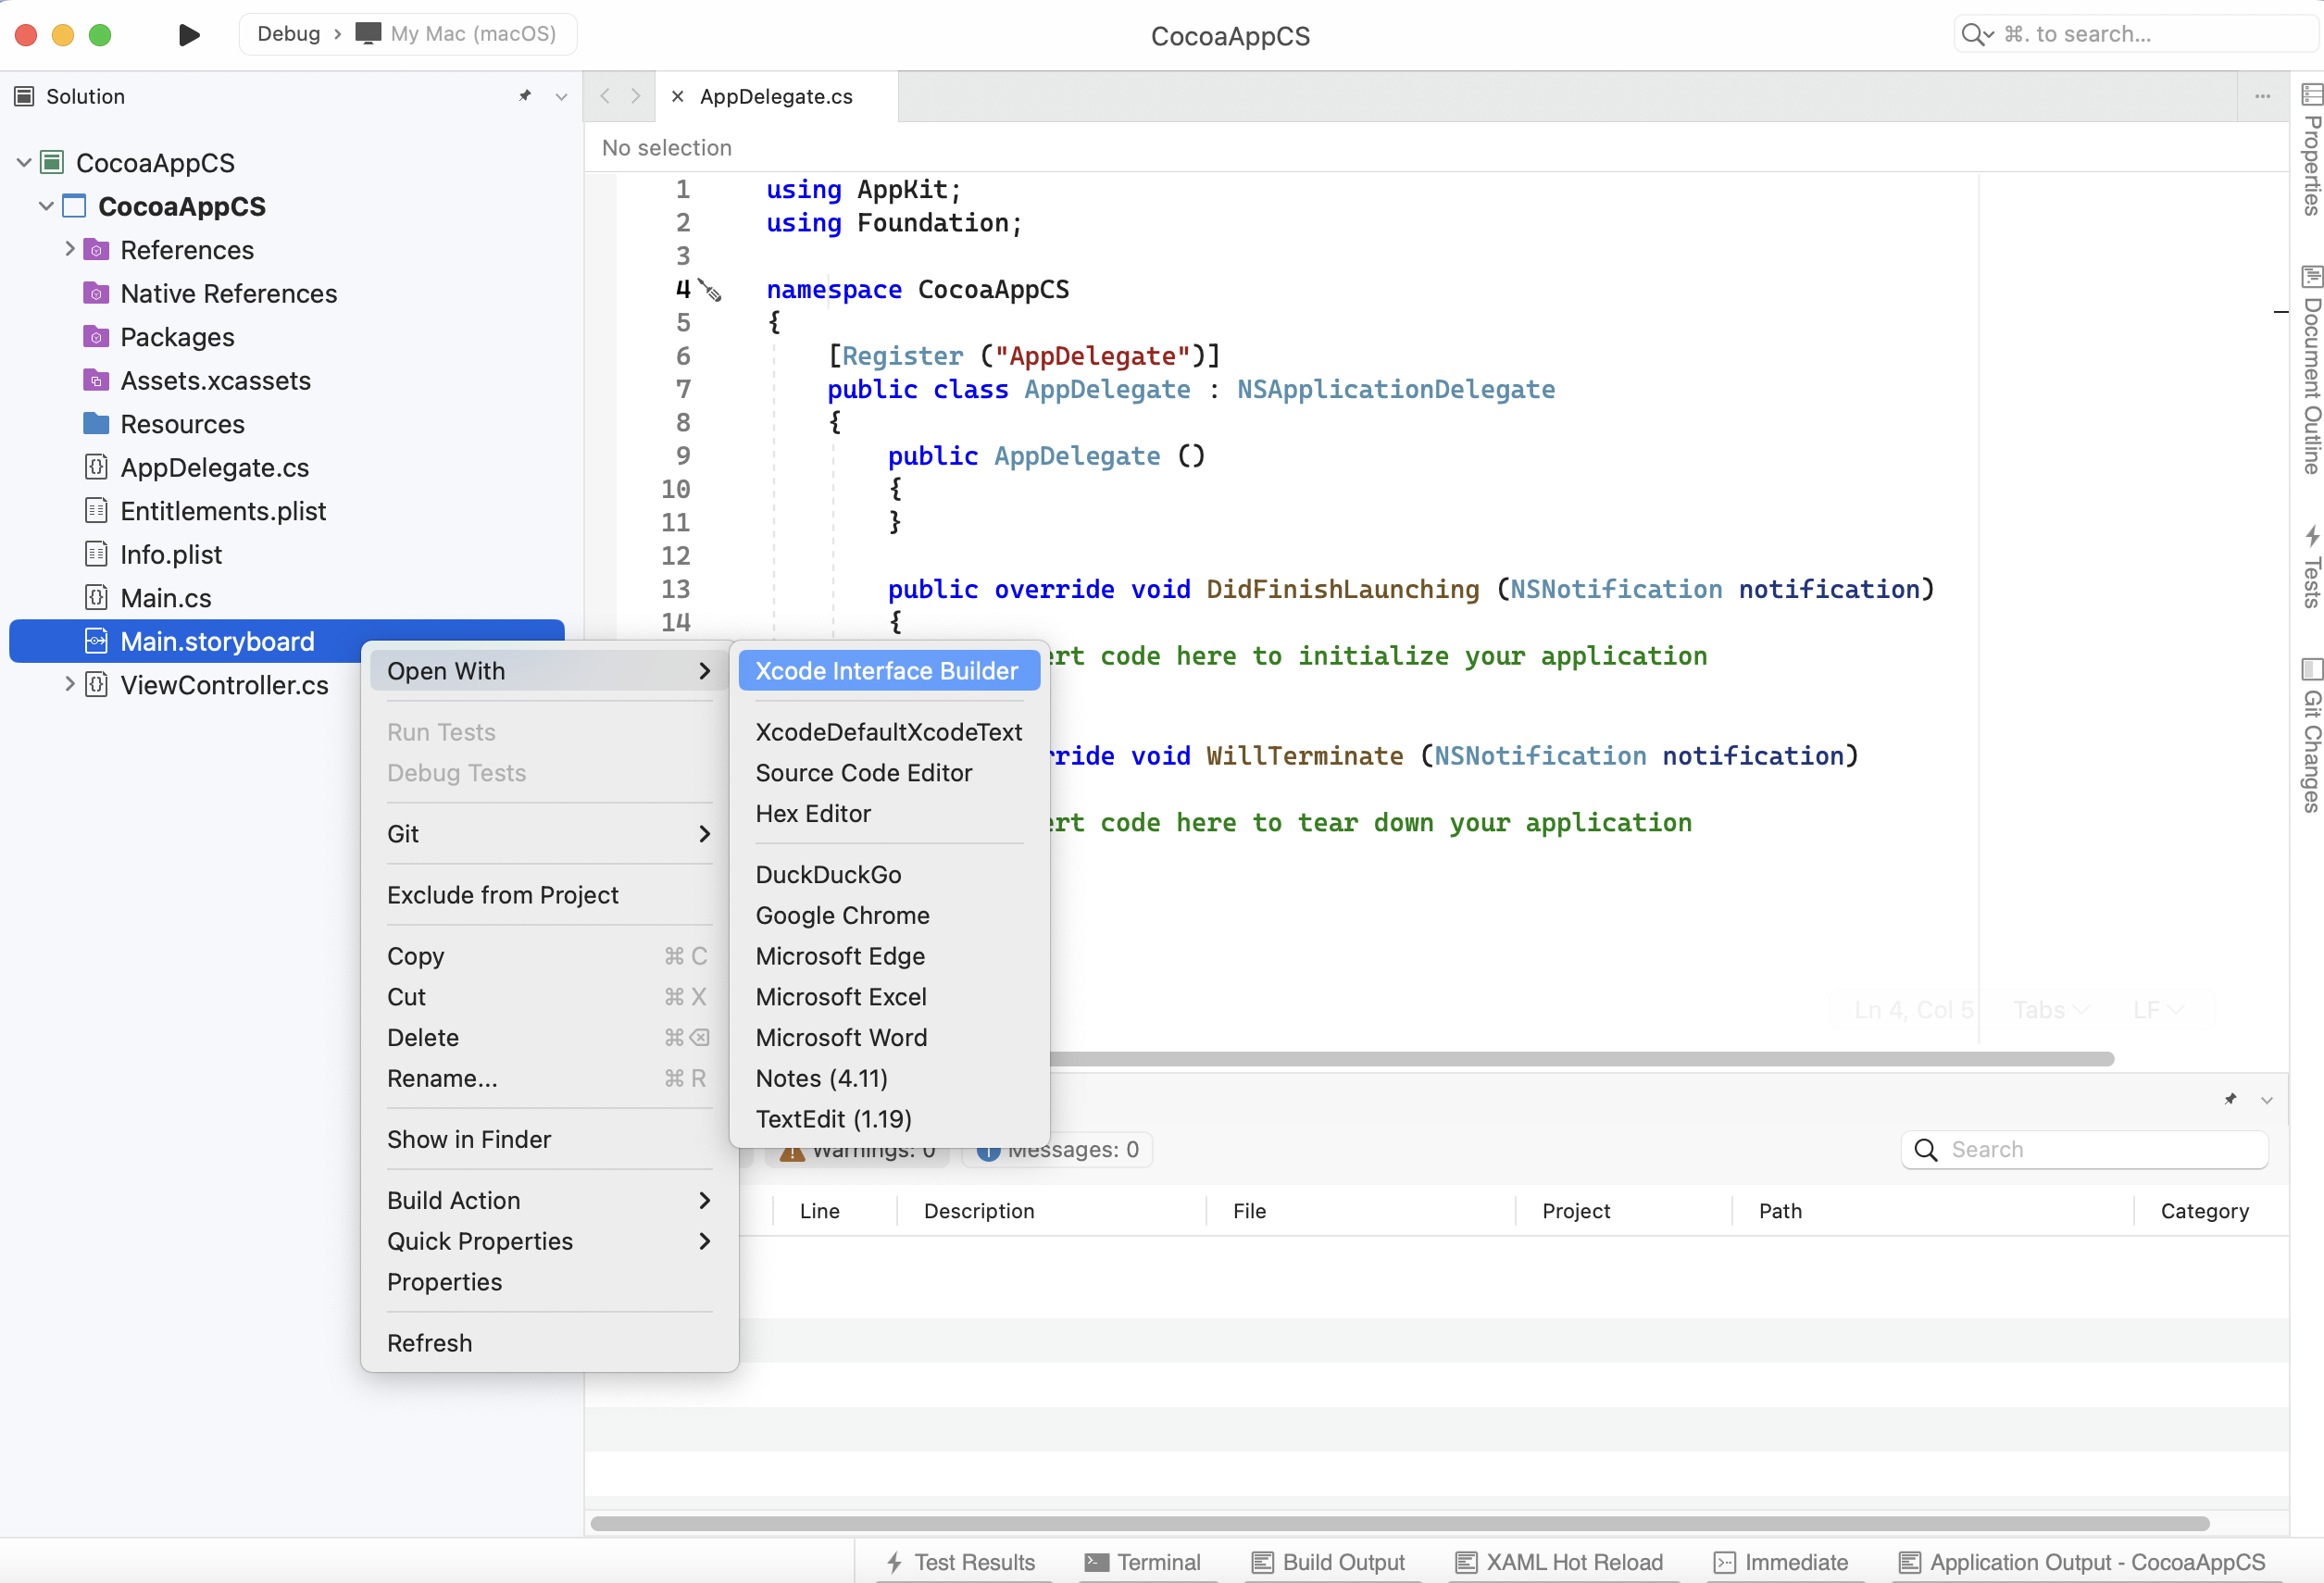 Debug › My Mac (macOS)
CocoaAppCS
⌘. to search...
Solution
CocoaAppCS
CocoaAppCS
References
Native References
Packages
Assets.xcassets
Resources
AppDelegate.cs
Entitlements.plist
Info.plist
Main.cs
Main.storyboard
ViewController.cs
AppDelegate.cs
No selection
1 using AppKit;
2 using Foundation;
3
4 namespace CocoaAppCS
5 {
6 [Register ("AppDelegate")]
7 public class AppDelegate : NSApplicationDelegate
8 {
9 public AppDelegate ()
10 {
11 }
12
13 public override void DidFinishLaunching (NSNotification notification)
14 {
ert code here to initialize your application
rride void WillTerminate (NSNotification notification)
ert code here to tear down your application
Ln 4, Col 5 Tabs LF
Open With
Run Tests
Debug Tests
Git
Exclude from Project
Copy ⌘ C
Cut ⌘ X
Delete ⌘⌫
Rename... ⌘ R
Show in Finder
Build Action
Quick Properties
Properties
Refresh
Xcode Interface Builder
XcodeDefaultXcodeText
Source Code Editor
Hex Editor
DuckDuckGo
Google Chrome
Microsoft Edge
Microsoft Excel
Microsoft Word
Notes (4.11)
TextEdit (1.19)
Warnings: 0 Messages: 0
Search
Line Description File Project Path Category
Properties
Document Outline
Tests
Git Changes
Test Results Terminal Build Output XAML Hot Reload Immediate Application Output - CocoaAppCS